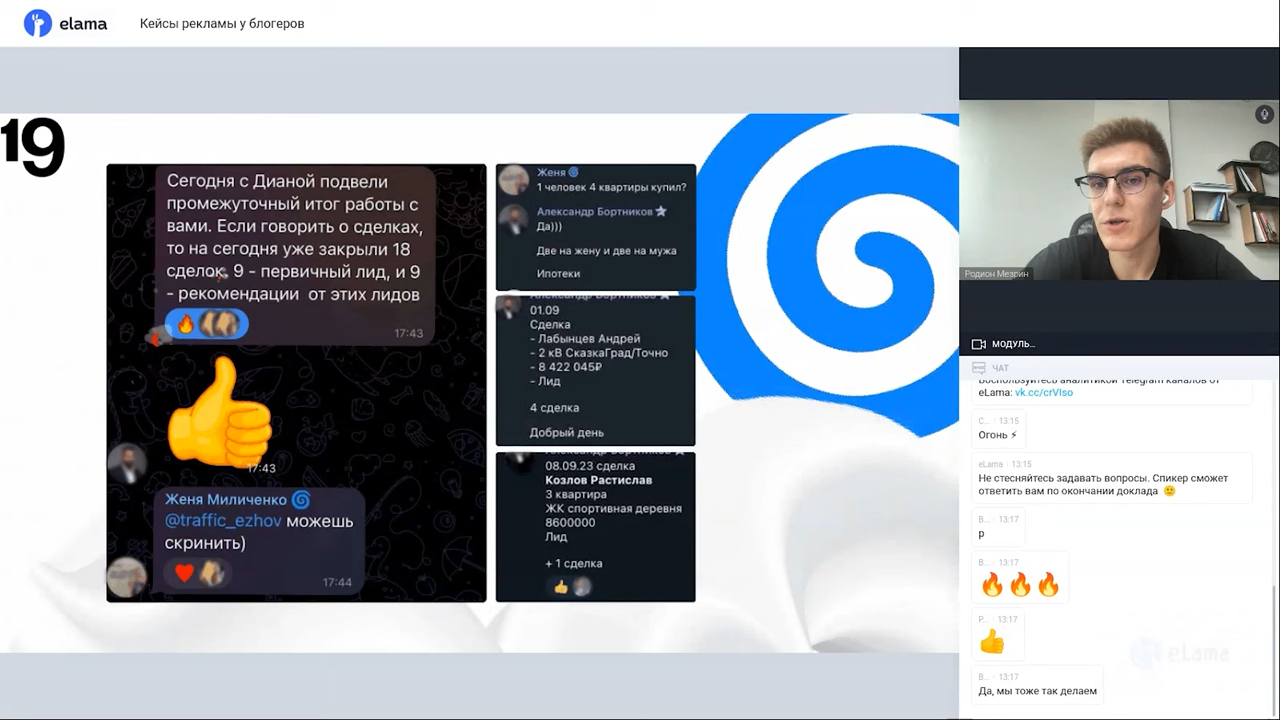 elama
Кейсы рекламы у блогеров
19
Сегодня с Дианой подвели
промежуточный итог работы с
вами. Если говорить о сделках,
то на сегодня уже закрыли 18
сделок, 9 - первичный лид, и 9
- рекомендации от этих лидов
17:43
17:43
Женя Миличенко
@traffic_ezhov можешь
скринить)
17:44
Женя
1 человек 4 квартиры купил?
Александр Бортников
Да)))
Две на жену и две на мужа
Ипотеки
Александр Бортников
01.09
Сделка
- Лабынцев Андрей
- 2 кВ СказкаГрад/Точно
- 8 422 045₽
- Лид
4 сделка
Добрый день
Александр Бортников
08.09.23 сделка
Козлов Растислав
3 квартира
ЖК спортивная деревня
8600000
Лид
+ 1 сделка
Родион Мезрин
МОДУЛЬ...
ЧАТ
Воспользуйтесь аналитикой Telegram каналов от
eLama: vk.cc/crVIso
С... · 13:15
Огонь ⚡
eLama · 13:15
Не стесняйтесь задавать вопросы. Спикер сможет
ответить вам по окончании доклада 🙂
В... · 13:17
р
В... · 13:17
🔥🔥🔥
Р... · 13:17
👍
eLama
В... · 13:17
Да, мы тоже так делаем